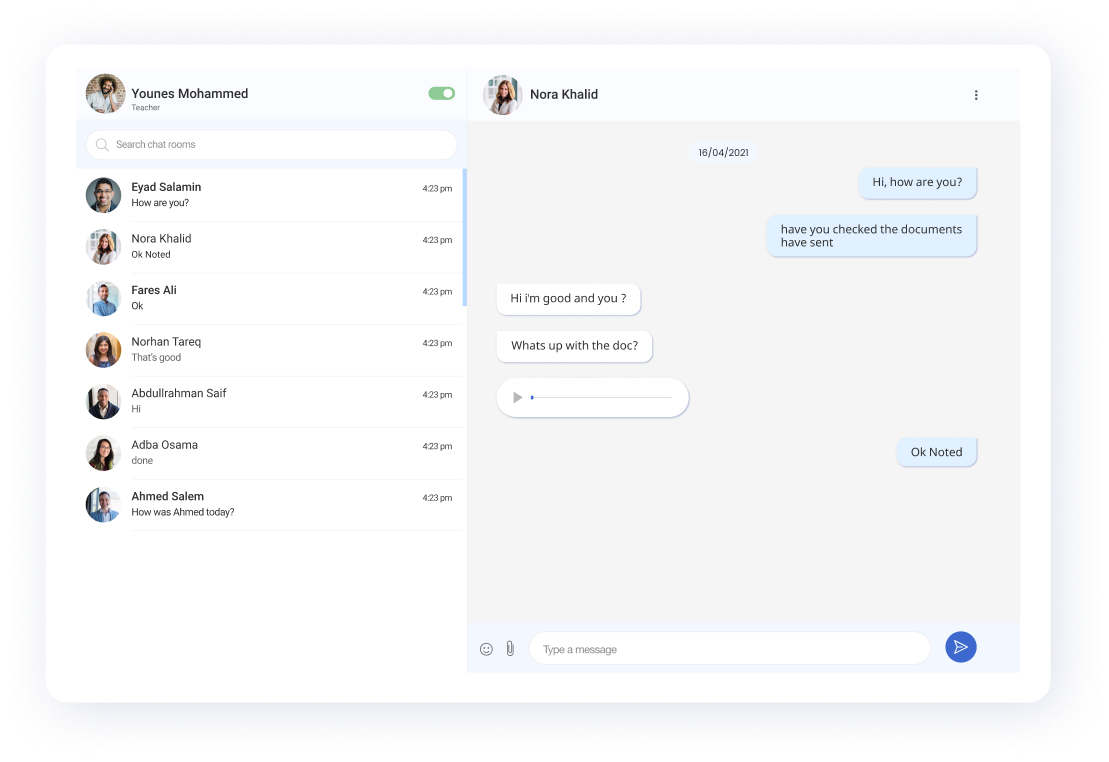 Younes Mohammed
Teacher
Search chat rooms
Eyad Salamin
4:23 pm
How are you?
Nora Khalid
4:23 pm
Ok Noted
Fares Ali
4:23 pm
Ok
Norhan Tareq
4:23 pm
That's good
Abdullrahman Saif
4:23 pm
Hi
Adba Osama
4:23 pm
done
Ahmed Salem
4:23 pm
How was Ahmed today?
Nora Khalid
16/04/2021
Hi, how are you?
have you checked the documents
have sent
Hi i'm good and you ?
Whats up with the doc?
Ok Noted
Type a message